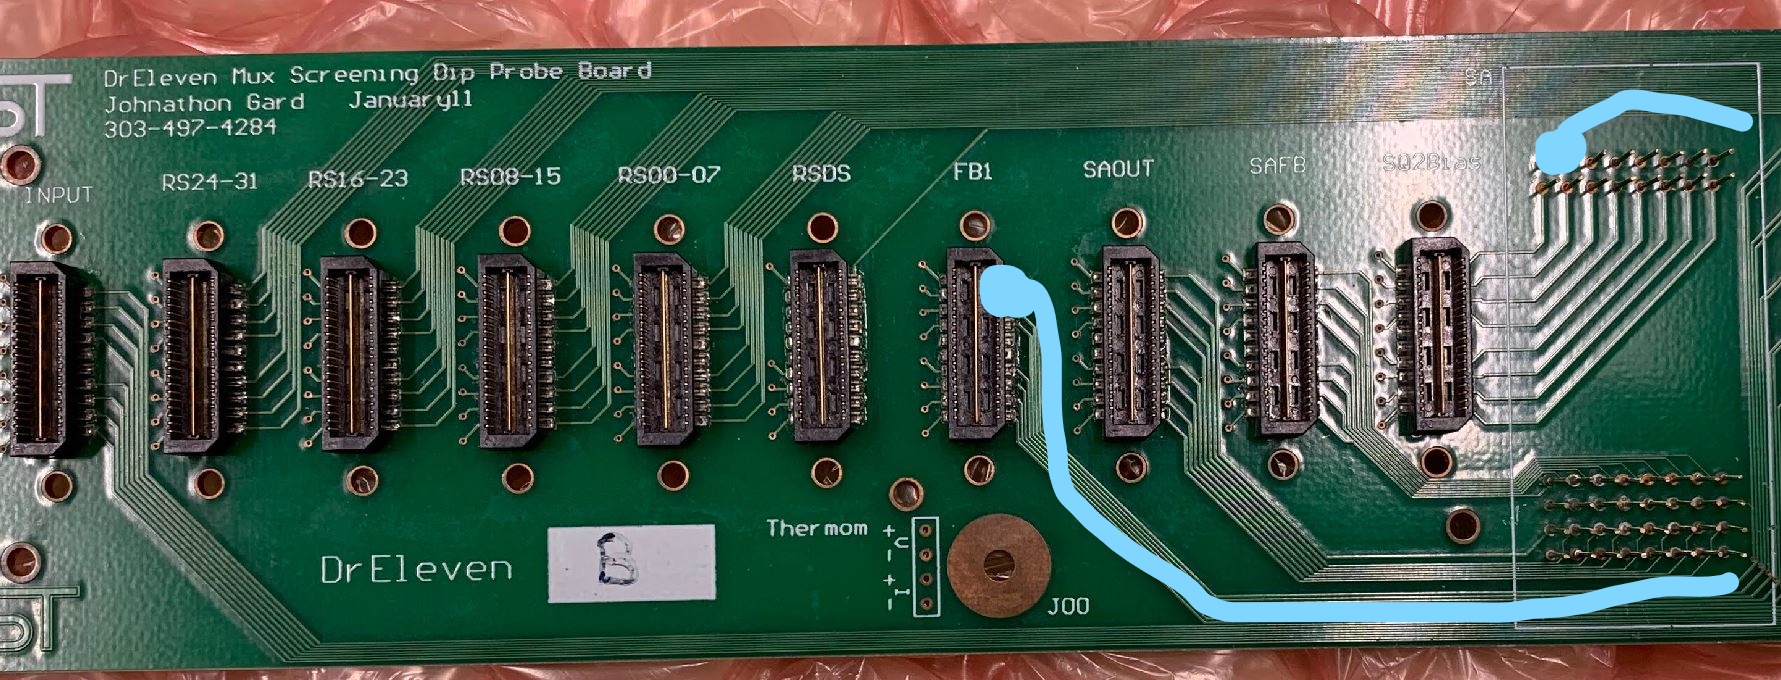 DrEleven Mux Screening Dip Probe Board
Johnathon Gard January11
303-497-4284
SA
INPUT
RS24-31
RS16-23
RS08-15
RS00-07
RSDS
FB1
SAOUT
SAFB
SQ2Bias
Thermom
+
V
-
+
I
-
DrEleven
B
J00